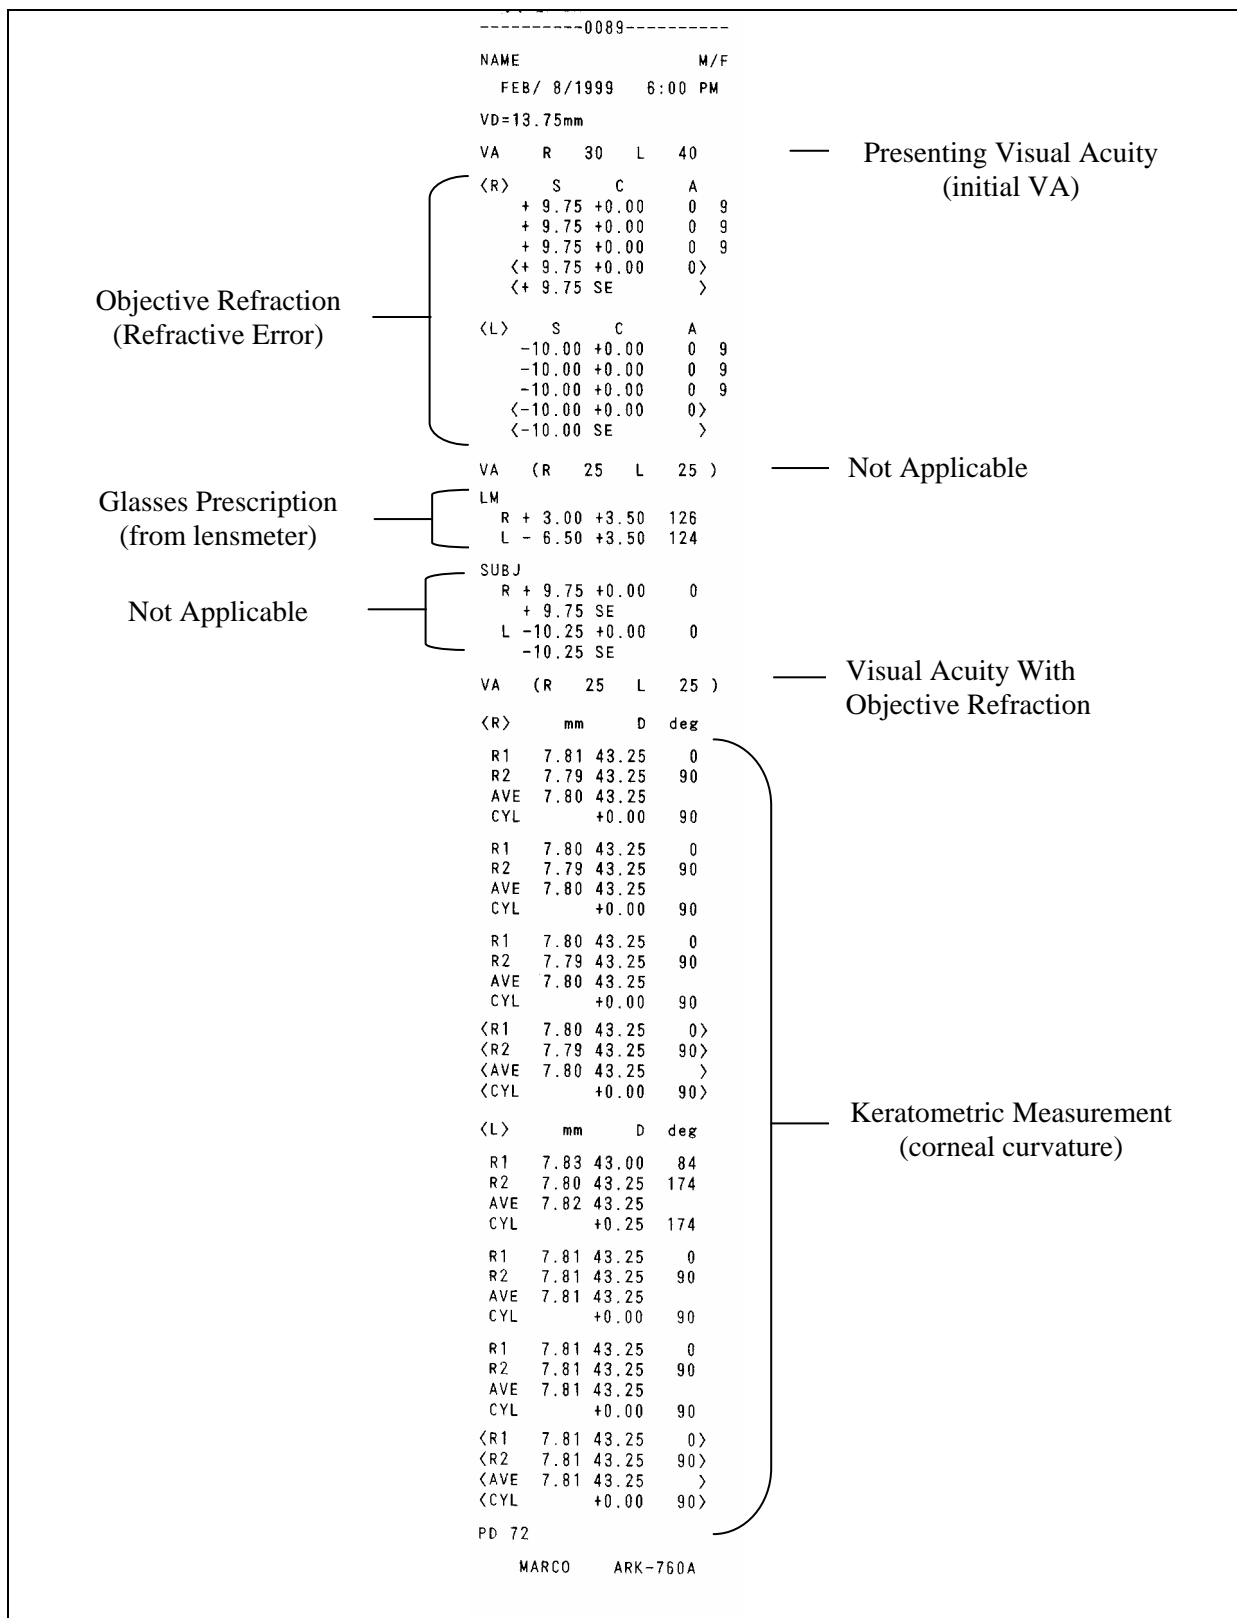 ----------0089----------
NAME M/F
FEB/ 8/1999 6:00 PM
VD=13.75mm
VA R 30 L 40
Presenting Visual Acuity
(initial VA)
<R> S C A
+ 9.75 +0.00 0 9
+ 9.75 +0.00 0 9
+ 9.75 +0.00 0 9
<+ 9.75 +0.00 0>
<+ 9.75 SE >
Objective Refraction
(Refractive Error)
<L> S C A
-10.00 +0.00 0 9
-10.00 +0.00 0 9
-10.00 +0.00 0 9
<-10.00 +0.00 0>
<-10.00 SE >
VA (R 25 L 25 )
Not Applicable
Glasses Prescription
(from lensmeter)
LM
R + 3.00 +3.50 126
L - 6.50 +3.50 124
SUBJ
R + 9.75 +0.00 0
+ 9.75 SE
L -10.25 +0.00 0
-10.25 SE
Not Applicable
VA (R 25 L 25 )
Visual Acuity With
Objective Refraction
<R> mm D deg
R1 7.81 43.25 0
R2 7.79 43.25 90
AVE 7.80 43.25
CYL +0.00 90
R1 7.80 43.25 0
R2 7.79 43.25 90
AVE 7.80 43.25
CYL +0.00 90
R1 7.80 43.25 0
R2 7.79 43.25 90
AVE 7.80 43.25
CYL +0.00 90
<R1 7.80 43.25 0>
<R2 7.79 43.25 90>
<AVE 7.80 43.25 >
<CYL +0.00 90>
Keratometric Measurement
(corneal curvature)
<L> mm D deg
R1 7.83 43.00 84
R2 7.80 43.25 174
AVE 7.82 43.25
CYL +0.25 174
R1 7.81 43.25 0
R2 7.81 43.25 90
AVE 7.81 43.25
CYL +0.00 90
R1 7.81 43.25 0
R2 7.81 43.25 90
AVE 7.81 43.25
CYL +0.00 90
<R1 7.81 43.25 0>
<R2 7.81 43.25 90>
<AVE 7.81 43.25 >
<CYL +0.00 90>
PD 72
MARCO ARK-760A